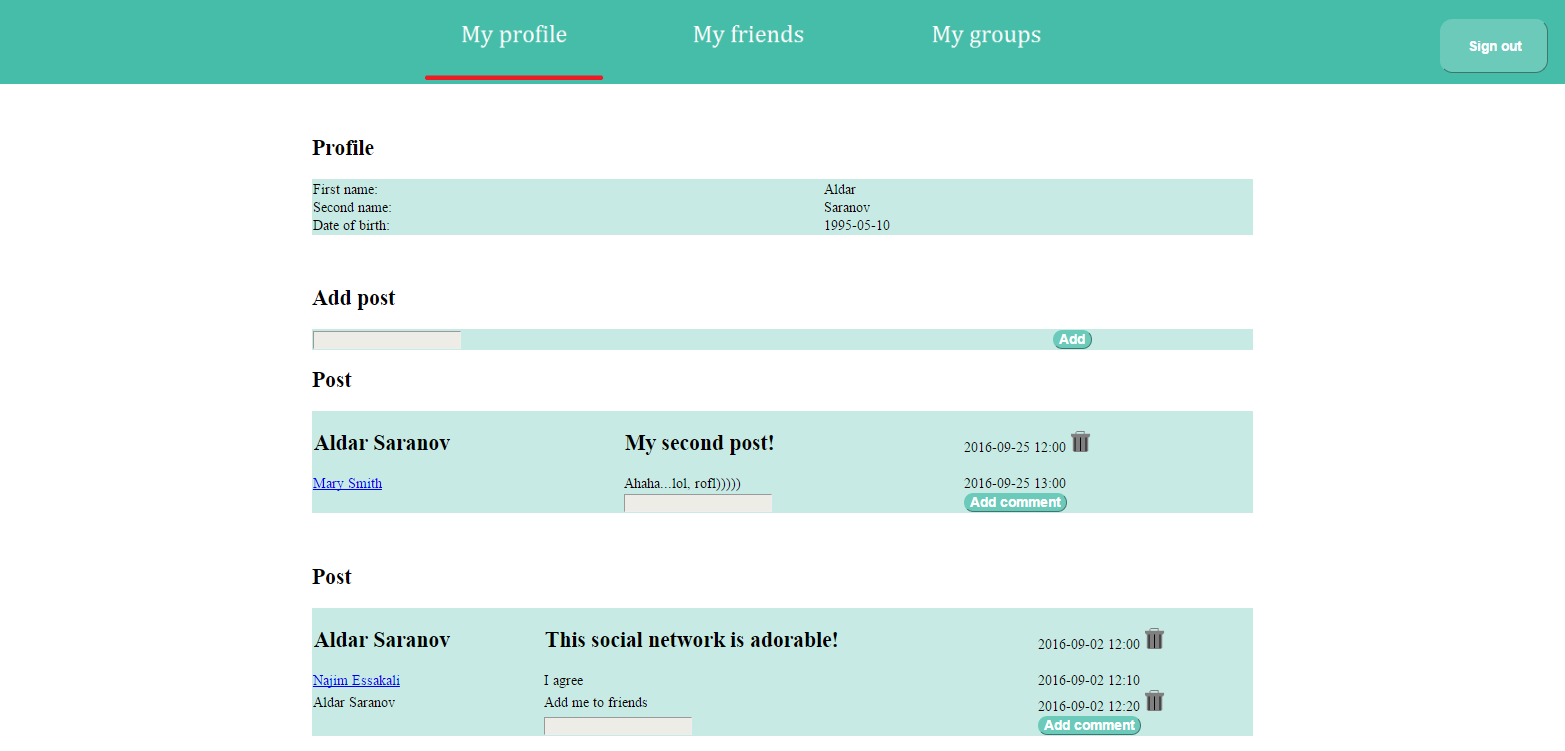 My profile My friends My groups Sign out
Profile
First name: Aldar
Second name: Saranov
Date of birth: 1995-05-10
Add post
Add
Post
Aldar Saranov My second post! 2016-09-25 12:00
Mary Smith Ahaha...lol, rofl))))) 2016-09-25 13:00
Add comment
Post
Aldar Saranov This social network is adorable! 2016-09-02 12:00
Najim Essakali I agree 2016-09-02 12:10
Aldar Saranov Add me to friends 2016-09-02 12:20
Add comment